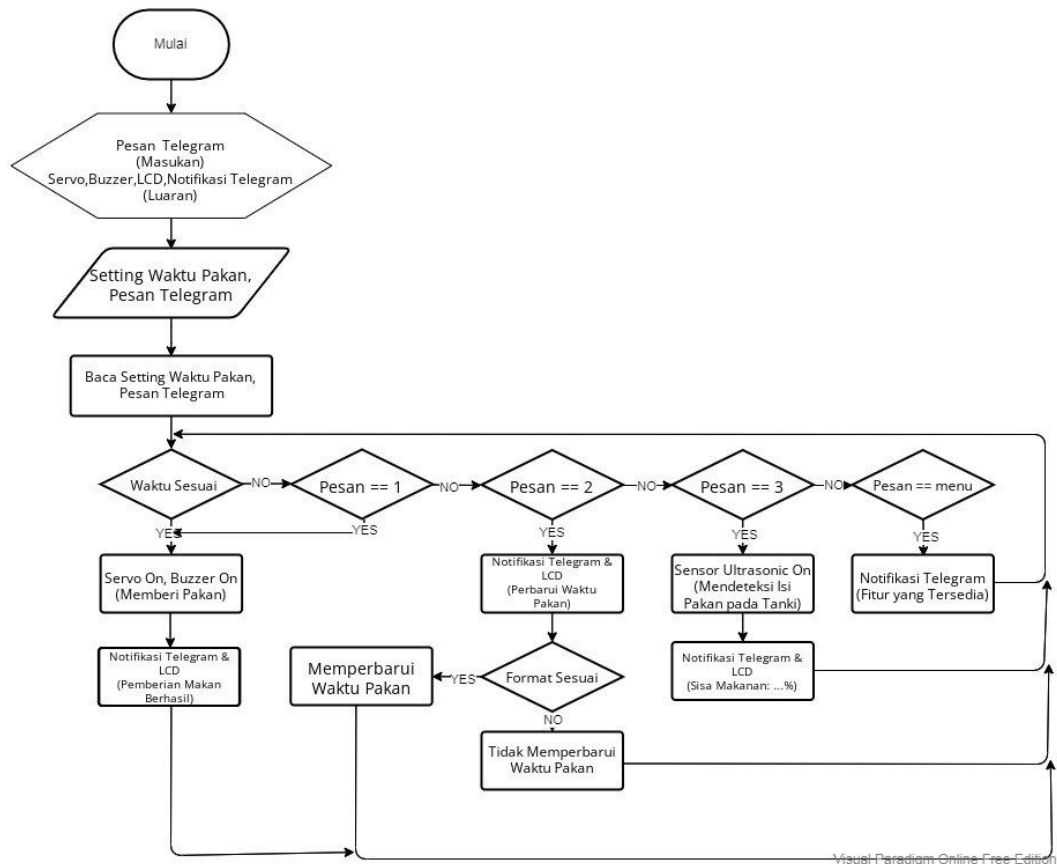 Mulai
Pesan Telegram
(Masukan)
Servo,Buzzer,LCD,Notifikasi Telegram
(Luaran)
Setting Waktu Pakan,
Pesan Telegram
Baca Setting Waktu Pakan,
Pesan Telegram
Waktu Sesuai
NO
Pesan == 1
NO
Pesan == 2
NO
Pesan == 3
NO
Pesan == menu
YES
YES
YES
YES
YES
Servo On, Buzzer On
(Memberi Pakan)
Notifikasi Telegram &
LCD
(Perbarui Waktu
Pakan)
Sensor Ultrasonic On
(Mendeteksi Isi
Pakan pada Tanki)
Notifikasi Telegram
(Fitur yang Tersedia)
Notifikasi Telegram &
LCD
(Pemberian Makan
Berhasil)
Memperbarui
Waktu Pakan
YES
Format Sesuai
Notifikasi Telegram &
LCD
(Sisa Makanan: ...%)
NO
Tidak Memperbarui
Waktu Pakan
Visual Paradigm Online Free Edition